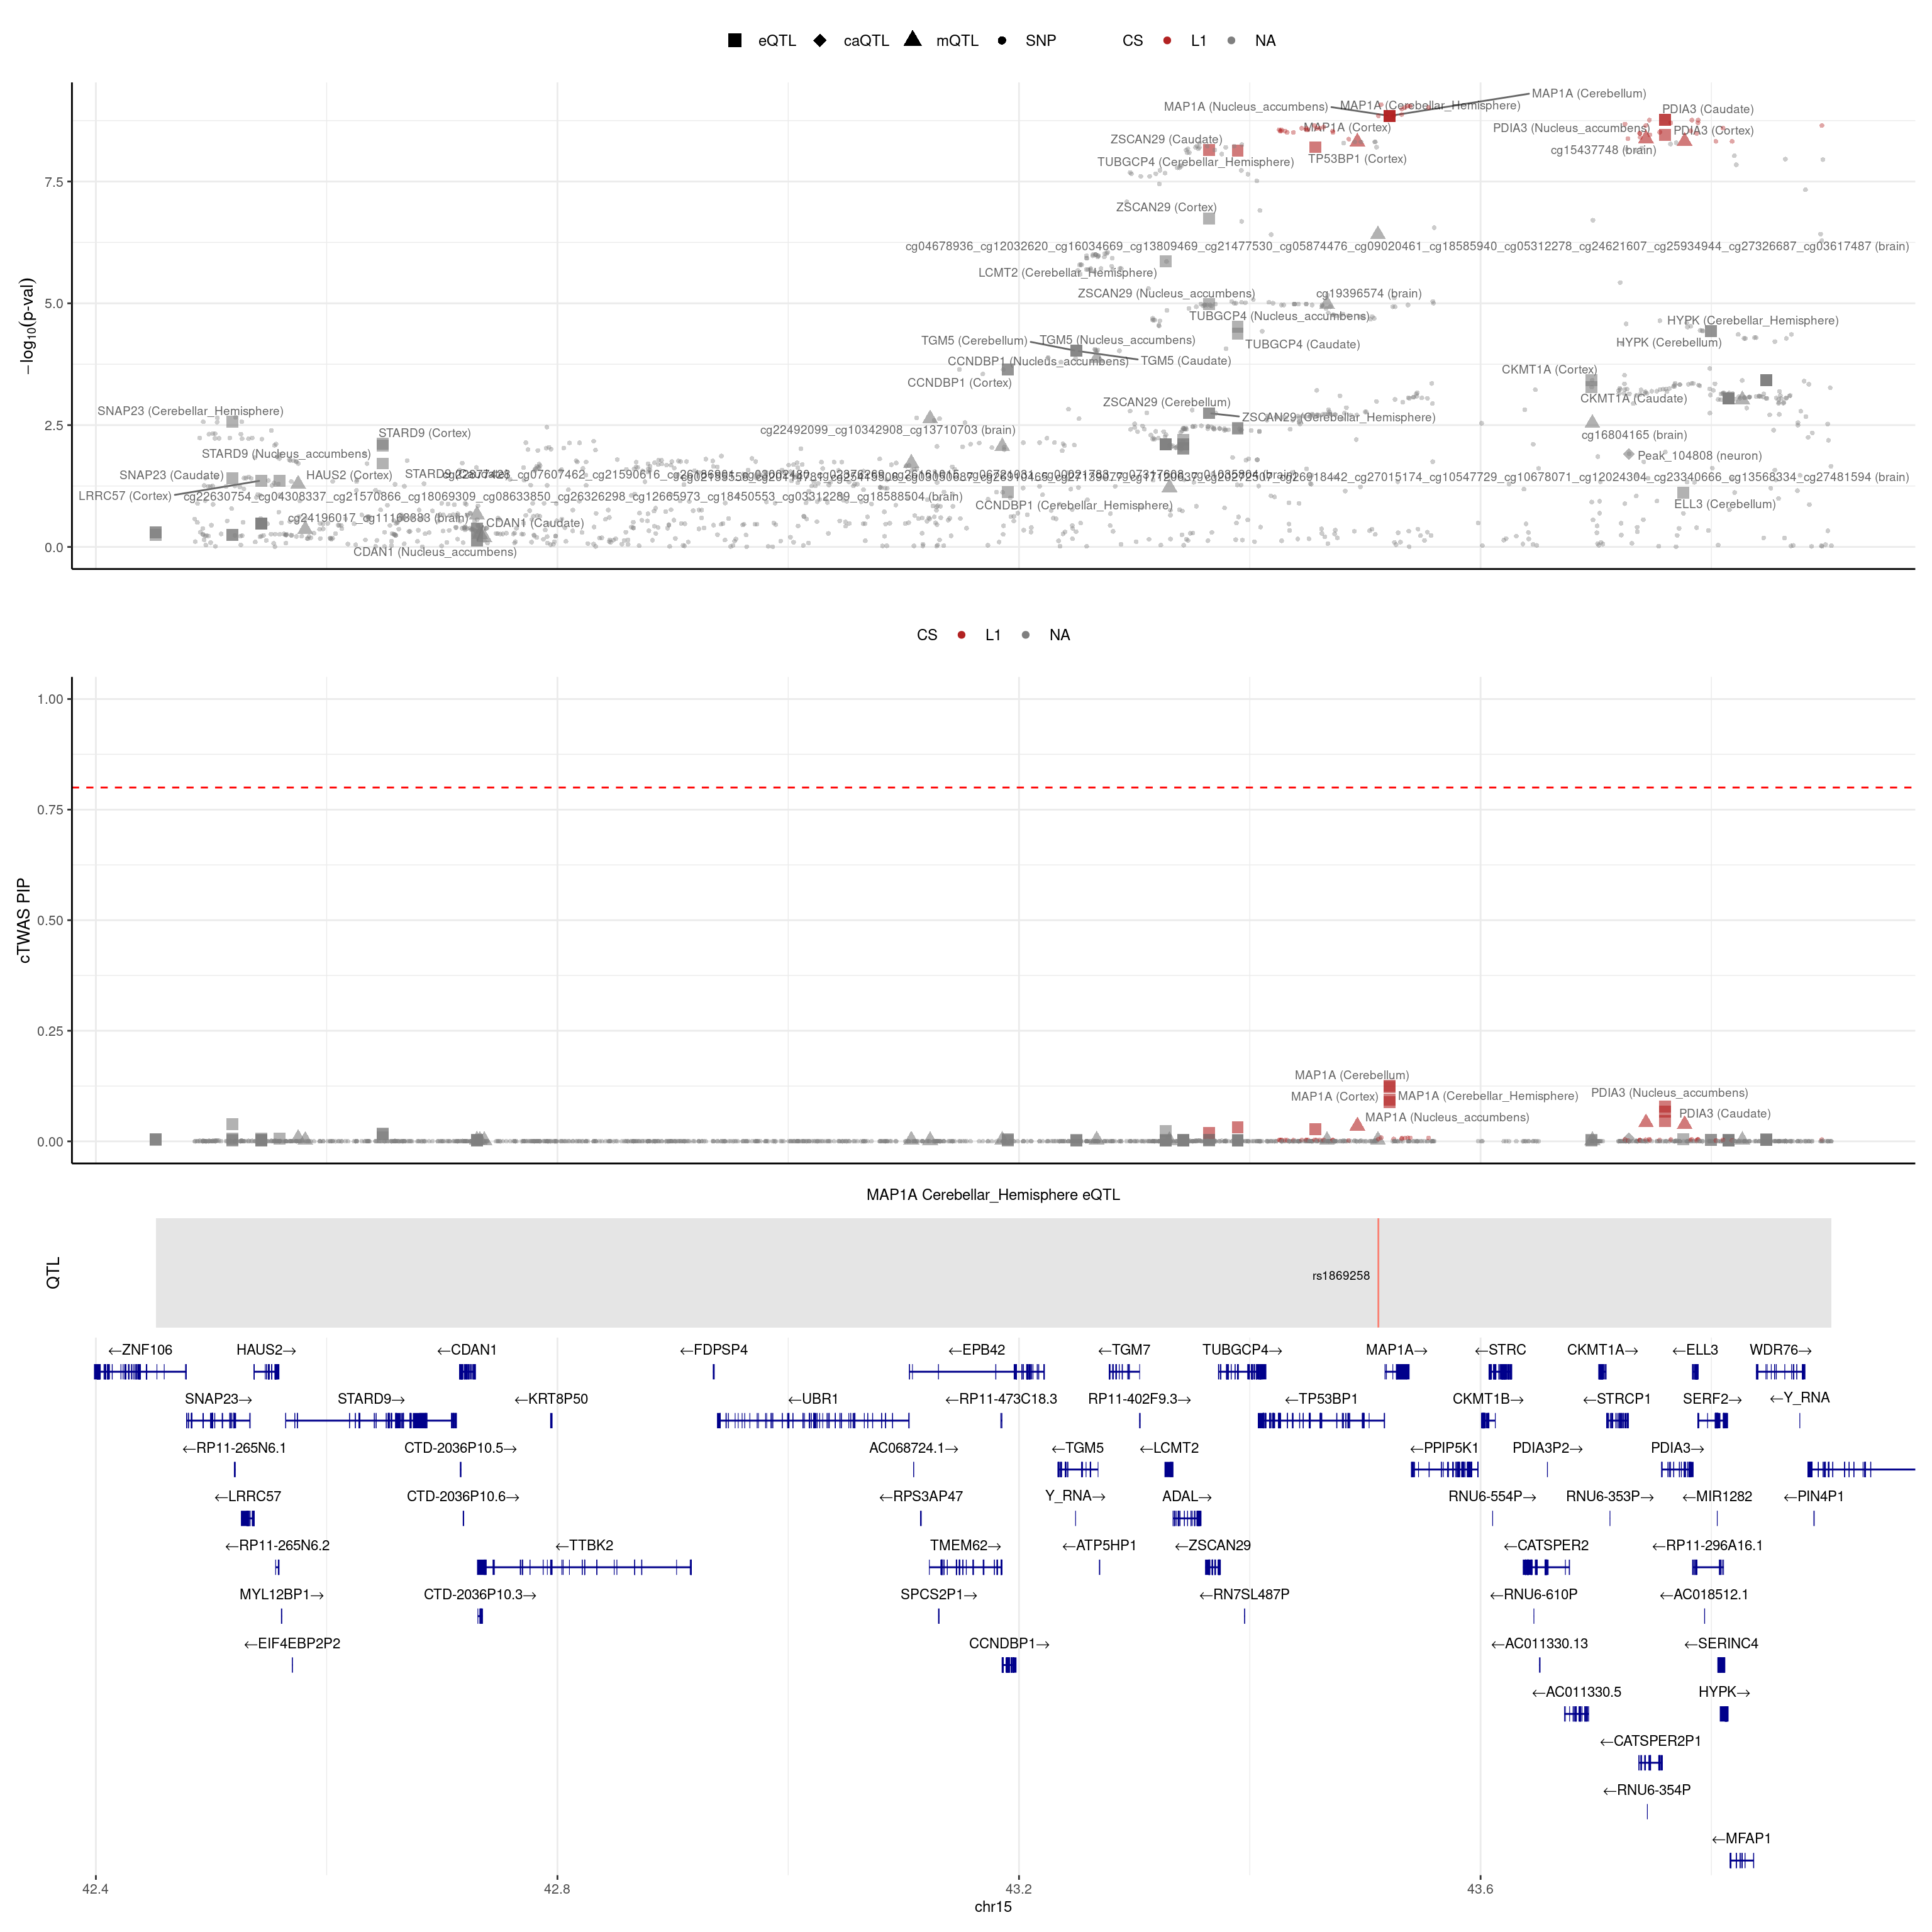 eQTL caQTL mQTL SNP CS L1 NA
MAP1A (Cerebellum)
MAP1A (Nucleus_accumbens)
MAP1A (Cerebellar_Hemisphere)
PDIA3 (Caudate)
MAP1A (Cortex)
PDIA3 (Nucleus_accumbens)
PDIA3 (Cortex)
ZSCAN29 (Caudate)
cg15437748 (brain)
TUBGCP4 (Cerebellar_Hemisphere)
TP53BP1 (Cortex)
7.5
ZSCAN29 (Cortex)
cg04678936_cg12032620_cg16034669_cg13809469_cg21477530_cg05874476_cg09020461_cg18585940_cg05312278_cg24621607_cg25934944_cg27326687_cg03617487 (brain)
LCMT2 (Cerebellar_Hemisphere)
ZSCAN29 (Nucleus_accumbens)
cg19396574 (brain)
5.0
TUBGCP4 (Nucleus_accumbens)
HYPK (Cerebellar_Hemisphere)
TGM5 (Cerebellum)
TGM5 (Nucleus_accumbens)
TUBGCP4 (Caudate)
HYPK (Cerebellum)
CCNDBP1 (Nucleus_accumbens)
TGM5 (Caudate)
CCNDBP1 (Cortex)
CKMT1A (Cortex)
−log10(p-val)
SNAP23 (Cerebellar_Hemisphere)
ZSCAN29 (Cerebellum)
ZSCAN29 (Cerebellar_Hemisphere)
CKMT1A (Caudate)
2.5
STARD9 (Cortex)
cg22492099_cg10342908_cg13710703 (brain)
cg16804165 (brain)
STARD9 (Nucleus_accumbens)
Peak_104808 (neuron)
SNAP23 (Caudate)
HAUS2 (Cortex)
LRRC57 (Cortex)
cg22630754_cg04308337_cg21570866_cg18069309_cg08633850_cg26326298_cg12665973_cg18450553_cg03312289_cg18588504 (brain)
CCNDBP1 (Cerebellar_Hemisphere)
ELL3 (Cerebellum)
cg24196017_cg11168883 (brain)
CDAN1 (Caudate)
0.0
CDAN1 (Nucleus_accumbens)
CS L1 NA
1.00
0.75
0.50
0.25
0.00
cTWAS PIP
MAP1A (Cerebellum)
PDIA3 (Nucleus_accumbens)
MAP1A (Cortex)
MAP1A (Cerebellar_Hemisphere)
MAP1A (Nucleus_accumbens)
PDIA3 (Caudate)
MAP1A Cerebellar_Hemisphere eQTL
QTL
rs1869258
←ZNF106 HAUS2→ ←CDAN1 ←FDPSP4 ←EPB42 ←TGM7 TUBGCP4→ MAP1A→ ←STRC CKMT1A→ ←ELL3 WDR76→
SNAP23→ STARD9→ ←KRT8P50 ←UBR1 ←RP11-473C18.3 RP11-402F9.3→ ←TP53BP1 CKMT1B→ ←STRCP1 SERF2→ ←Y_RNA
←RP11-265N6.1 CTD-2036P10.5→ AC068724.1→ ←TGM5 ←LCMT2 ←PPIP5K1 PDIA3P2→ PDIA3→
←LRRC57 CTD-2036P10.6→ ←RPS3AP47 Y_RNA→ ADAL→ RNU6-554P→ RNU6-353P→ ←MIR1282 ←PIN4P1
←RP11-265N6.2 ←TTBK2 TMEM62→ ←ATP5HP1 ←ZSCAN29 ←CATSPER2 ←RP11-296A16.1
MYL12BP1→ CTD-2036P10.3→ SPCS2P1→ ←RN7SL487P ←RNU6-610P ←AC018512.1
←EIF4EBP2P2 CCNDBP1→ ←AC011330.13 ←SERINC4
←AC011330.5 HYPK→
←CATSPER2P1
←RNU6-354P
←MFAP1
42.4 42.8 43.2 43.6
chr15